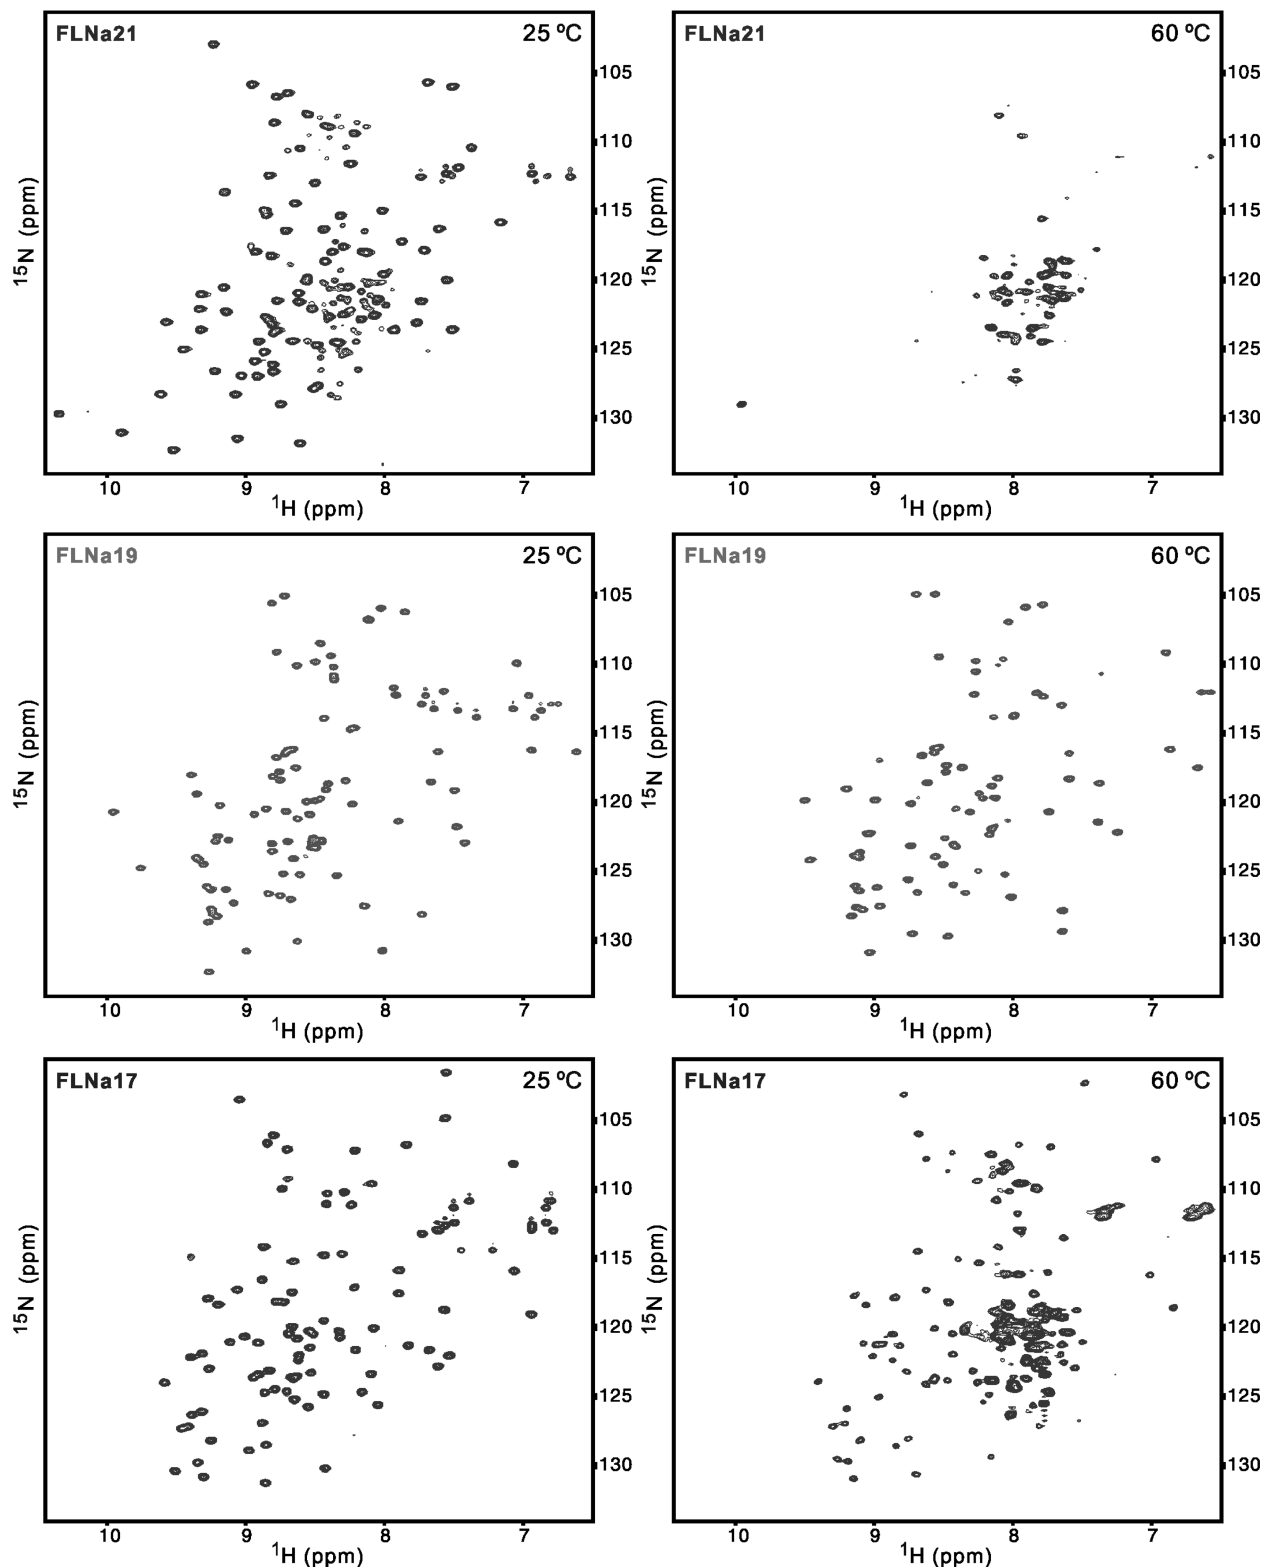 FLNa21 25 ºC
105
110
115
120
125
130
15N (ppm)
10 9 8 7
1H (ppm)
FLNa21 60 ºC
105
110
115
120
125
130
15N (ppm)
10 9 8 7
1H (ppm)
FLNa19 25 ºC
105
110
115
120
125
130
15N (ppm)
10 9 8 7
1H (ppm)
FLNa19 60 ºC
105
110
115
120
125
130
15N (ppm)
10 9 8 7
1H (ppm)
FLNa17 25 ºC
105
110
115
120
125
130
15N (ppm)
10 9 8 7
1H (ppm)
FLNa17 60 ºC
105
110
115
120
125
130
15N (ppm)
10 9 8 7
1H (ppm)